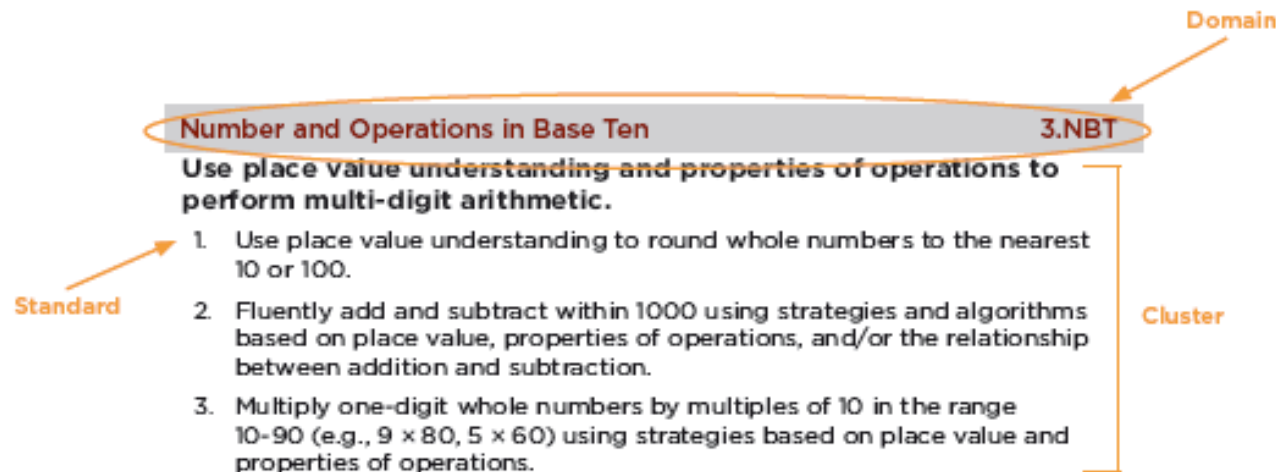 Domain
Number and Operations in Base Ten 3.NBT
Use place value understanding and properties of operations to
perform multi-digit arithmetic.
1. Use place value understanding to round whole numbers to the nearest
10 or 100.
Standard
2. Fluently add and subtract within 1000 using strategies and algorithms
based on place value, properties of operations, and/or the relationship
between addition and subtraction.
Cluster
3. Multiply one-digit whole numbers by multiples of 10 in the range
10-90 (e.g., 9 × 80, 5 × 60) using strategies based on place value and
properties of operations.